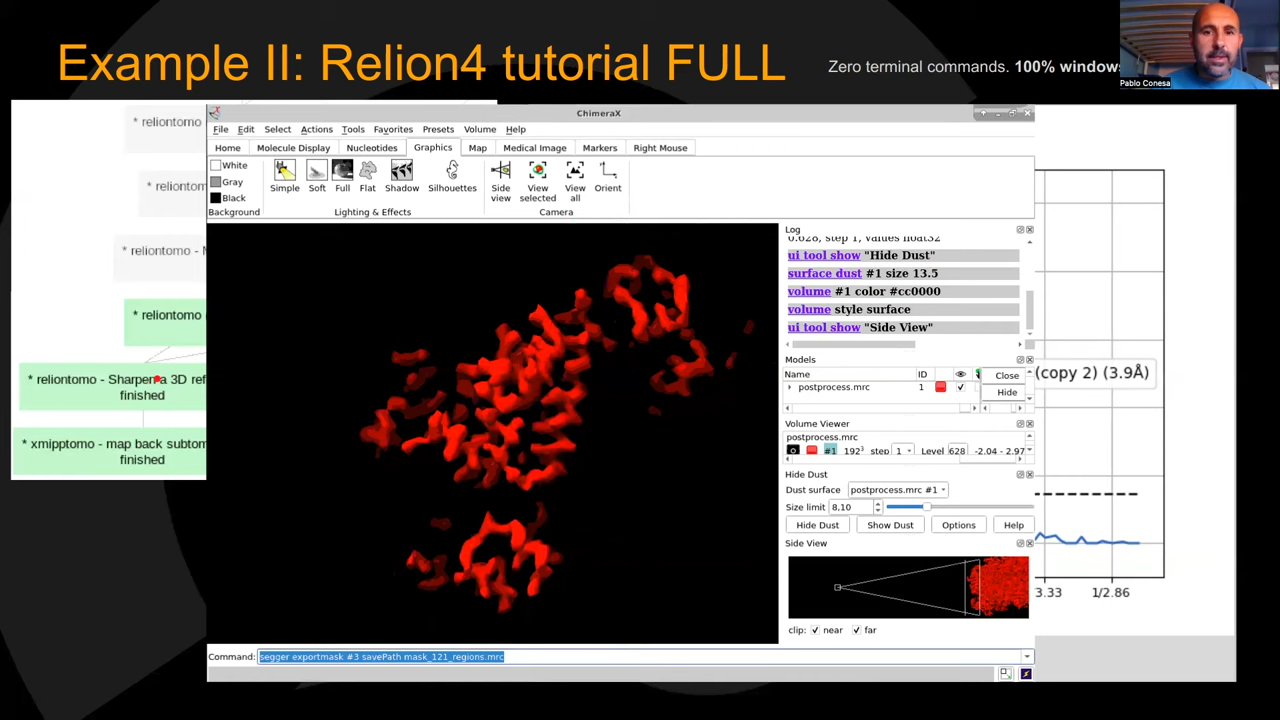 Example II: Relion4 tutorial FULL
Zero terminal commands. 100% window
Pablo Conesa
* reliontomo
* reliontom
* reliontomo - M
* reliontomo
* reliontomo - Sharpen a 3D ref
finished
* xmipptomo - map back subtom
finished
ChimeraX
File Edit Select Actions Tools Favorites Presets Volume Help
Home Molecule Display Nucleotides Graphics Map Medical Image Markers Right Mouse
White
Gray
Black
Background
Simple Soft Full Flat Shadow Silhouettes
Lighting & Effects
Side view View selected View all Orient
Camera
Log
0.628, step 1, values float32
ui tool show "Hide Dust"
surface dust #1 size 13.5
volume #1 color #cc0000
volume style surface
ui tool show "Side View"
Models
Name ID Close
postprocess.mrc 1 Hide
Volume Viewer
postprocess.mrc
#1 192³ step 1 Level 628 -2.04 - 2.97
Hide Dust
Dust surface postprocess.mrc #1
Size limit 8,10
Hide Dust Show Dust Options Help
Side View
clip: near far
Command: segger exportmask #3 savePath mask_121_regions.mrc
(copy 2) (3.9Å)
3.33 1/2.86